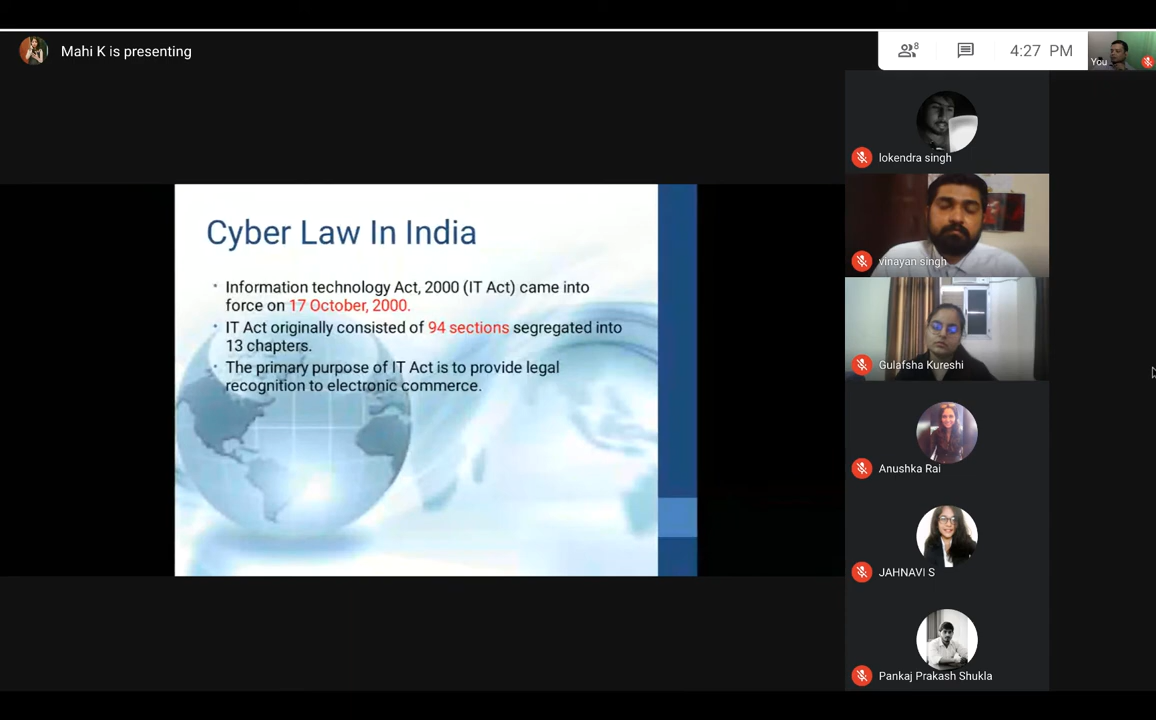 Mahi K is presenting
8
4:27 PM
You
lokendra singh
vinayan singh
Gulafsha Kureshi
Anushka Rai
JAHNAVI S
Pankaj Prakash Shukla
Cyber Law In India
• Information technology Act, 2000 (IT Act) came into
force on 17 October, 2000.
• IT Act originally consisted of 94 sections segregated into
13 chapters.
• The primary purpose of IT Act is to provide legal
recognition to electronic commerce.